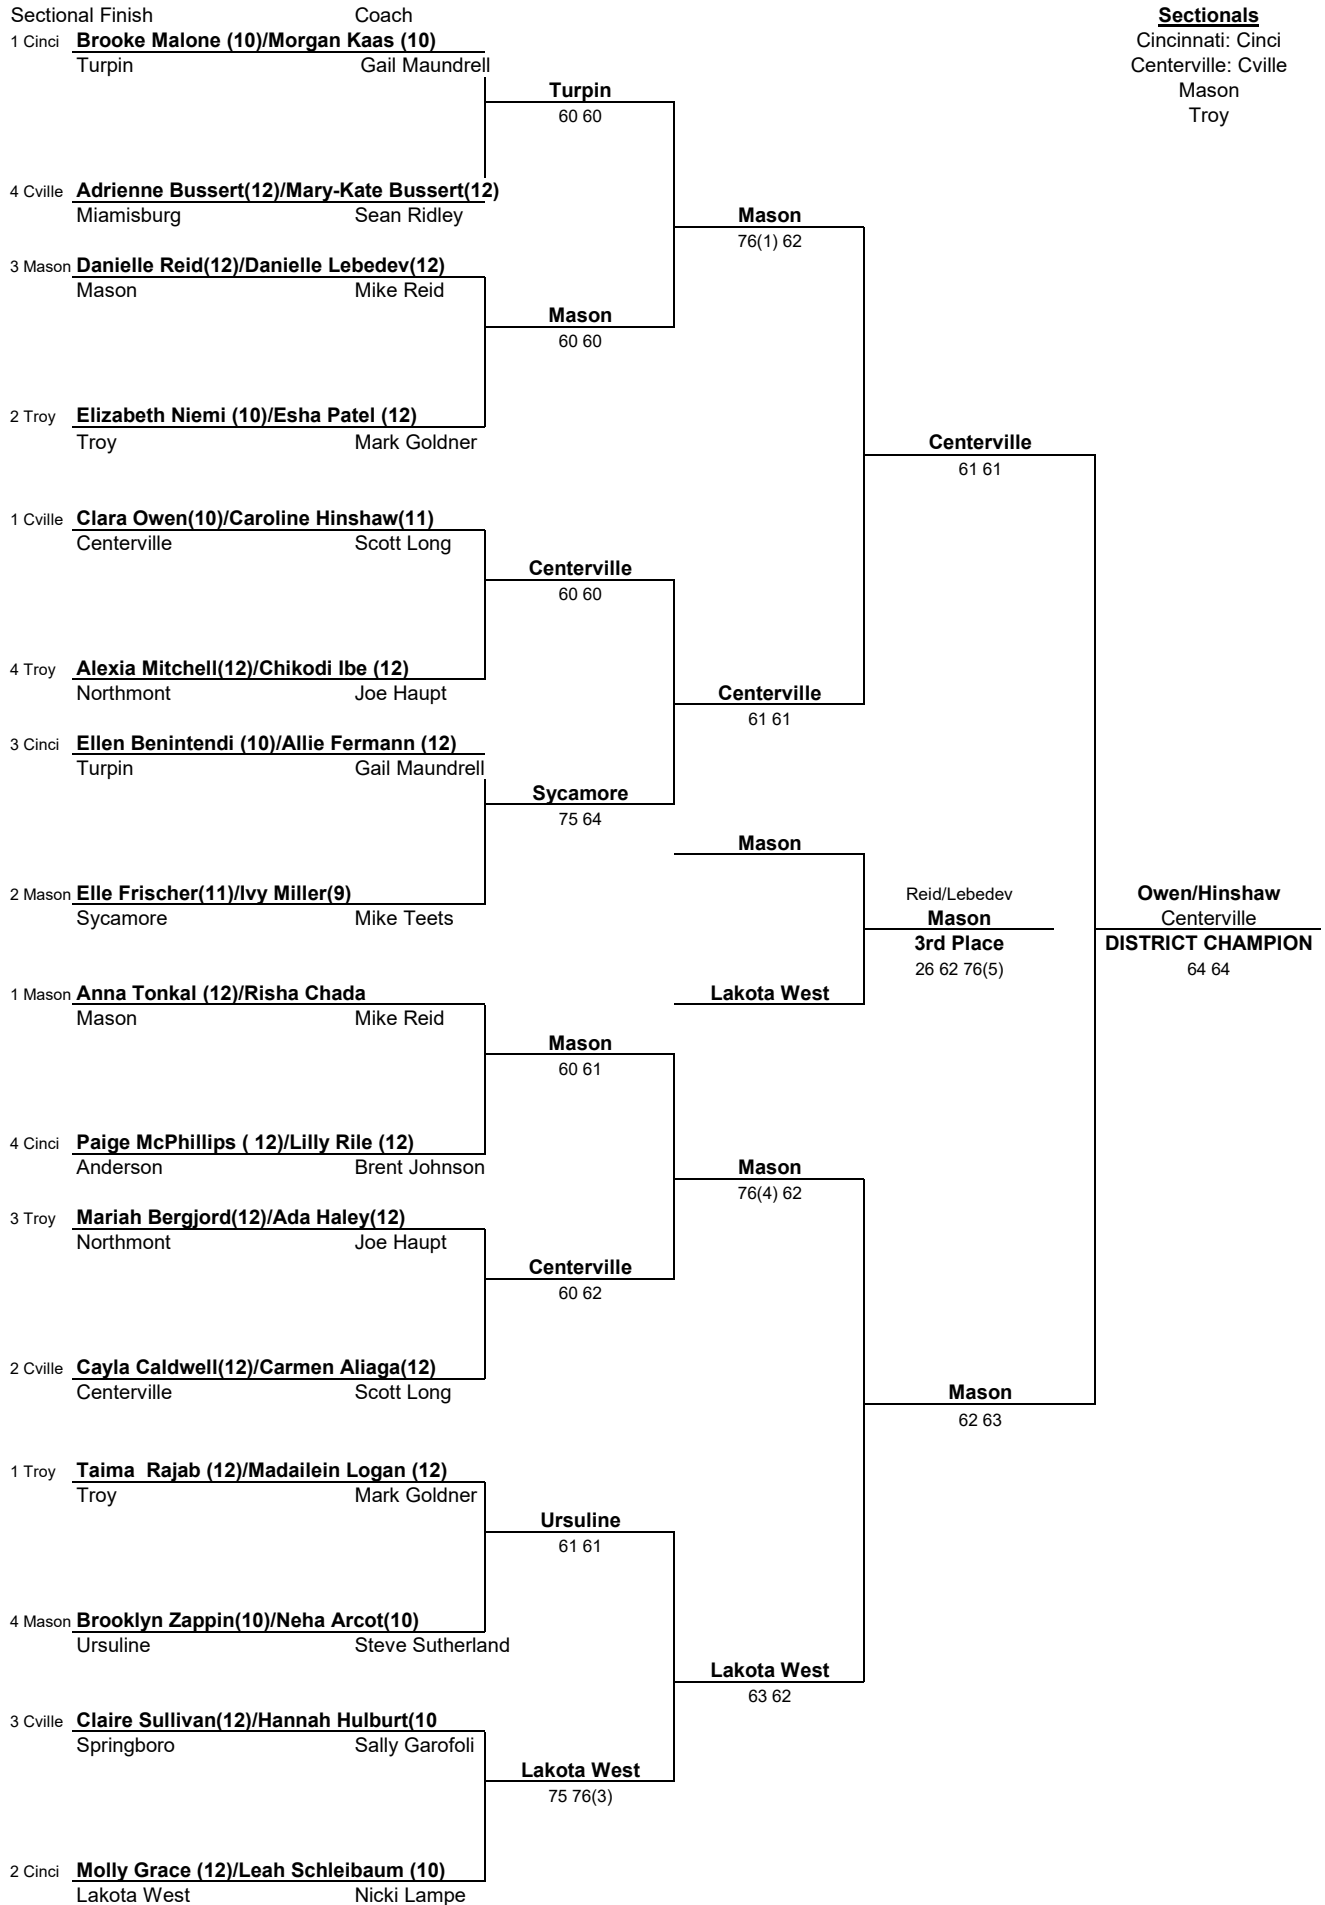 Sectional Finish Coach Sectionals
1 Cinci Brooke Malone (10)/Morgan Kaas (10) Cincinnati: Cinci
Turpin Gail Maundrell Centerville: Cville
Turpin Mason
60 60 Troy
4 Cville Adrienne Bussert(12)/Mary-Kate Bussert(12)
Miamisburg Sean Ridley Mason
76(1) 62
3 Mason Danielle Reid(12)/Danielle Lebedev(12)
Mason Mike Reid
Mason
60 60
2 Troy Elizabeth Niemi (10)/Esha Patel (12)
Troy Mark Goldner Centerville
61 61
1 Cville Clara Owen(10)/Caroline Hinshaw(11)
Centerville Scott Long
Centerville
60 60
4 Troy Alexia Mitchell(12)/Chikodi Ibe (12)
Northmont Joe Haupt Centerville
61 61
3 Cinci Ellen Benintendi (10)/Allie Fermann (12)
Turpin Gail Maundrell
Sycamore
75 64
Mason
2 Mason Elle Frischer(11)/Ivy Miller(9) Reid/Lebedev Owen/Hinshaw
Sycamore Mike Teets Mason Centerville
3rd Place DISTRICT CHAMPION
26 62 76(5) 64 64
1 Mason Anna Tonkal (12)/Risha Chada Lakota West
Mason Mike Reid
Mason
60 61
4 Cinci Paige McPhillips ( 12)/Lilly Rile (12)
Anderson Brent Johnson Mason
76(4) 62
3 Troy Mariah Bergjord(12)/Ada Haley(12)
Northmont Joe Haupt
Centerville
60 62
2 Cville Cayla Caldwell(12)/Carmen Aliaga(12)
Centerville Scott Long Mason
62 63
1 Troy Taima Rajab (12)/Madailein Logan (12)
Troy Mark Goldner
Ursuline
61 61
4 Mason Brooklyn Zappin(10)/Neha Arcot(10)
Ursuline Steve Sutherland
Lakota West
63 62
3 Cville Claire Sullivan(12)/Hannah Hulburt(10
Springboro Sally Garofoli
Lakota West
75 76(3)
2 Cinci Molly Grace (12)/Leah Schleibaum (10)
Lakota West Nicki Lampe